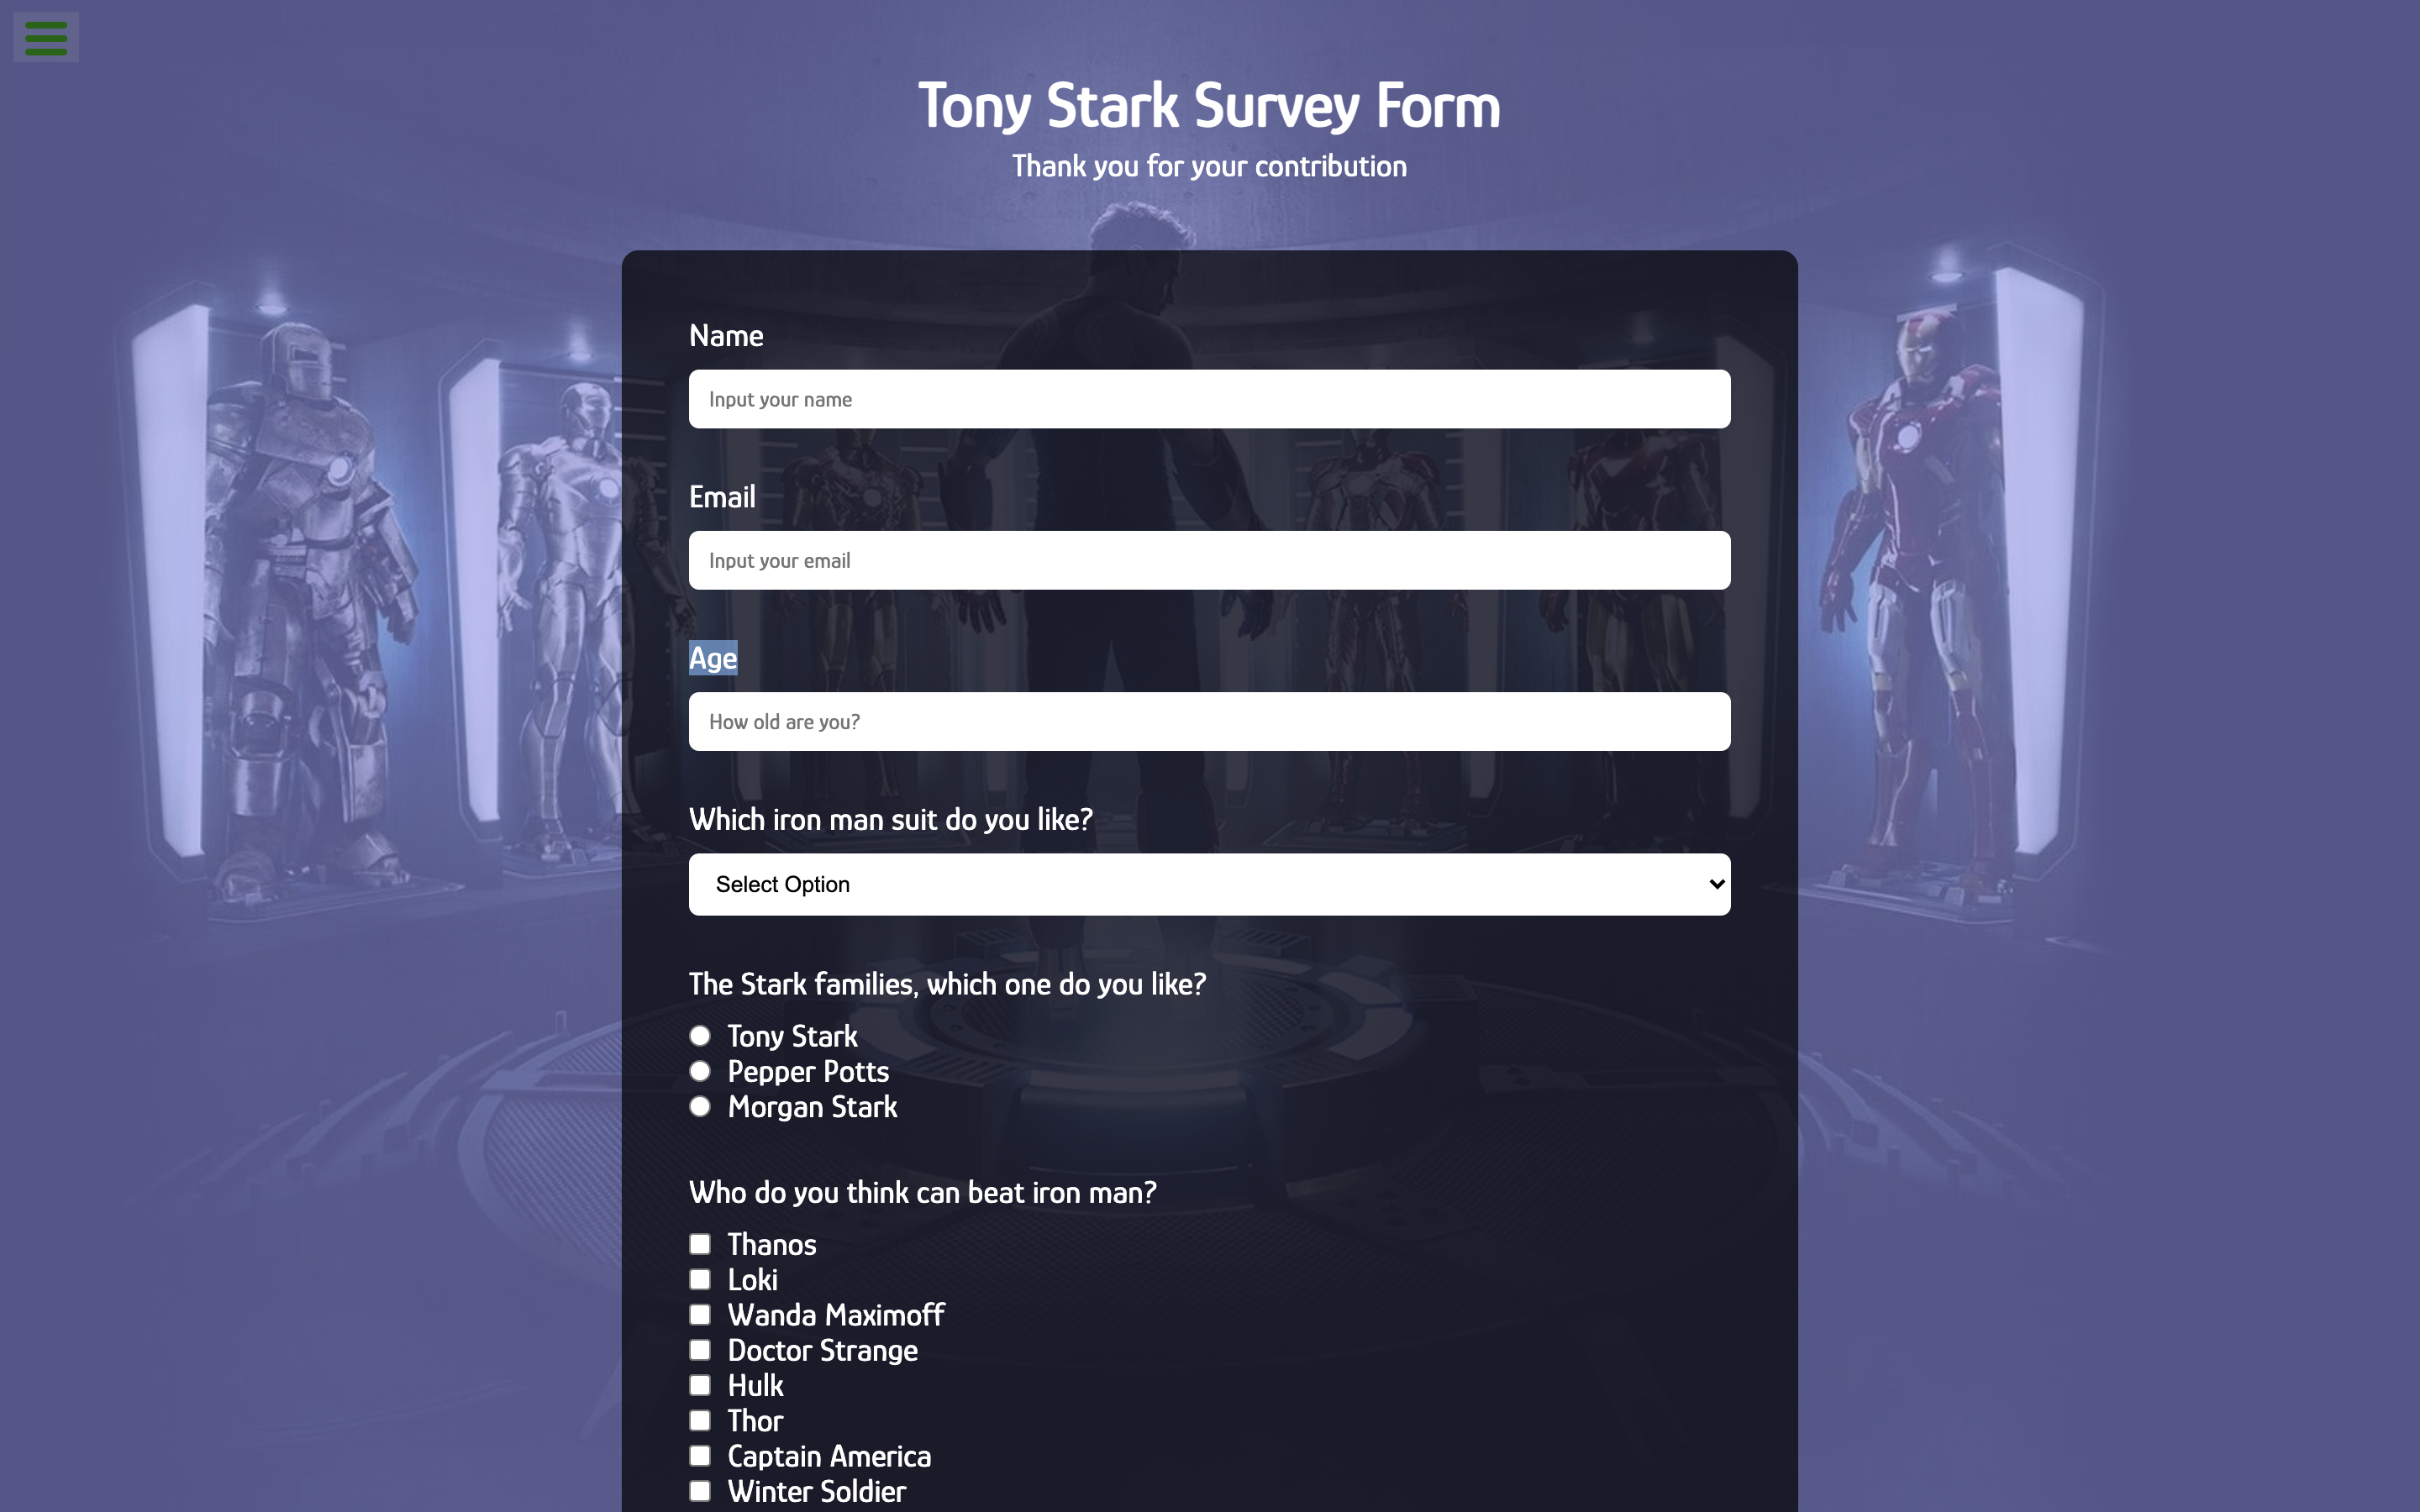 Tony Stark Survey Form
Thank you for your contribution
Name
Input your name
Email
Input your email
Age
How old are you?
Which iron man suit do you like?
Select Option
The Stark families, which one do you like?
Tony Stark
Pepper Potts
Morgan Stark
Who do you think can beat iron man?
Thanos
Loki
Wanda Maximoff
Doctor Strange
Hulk
Thor
Captain America
Winter Soldier